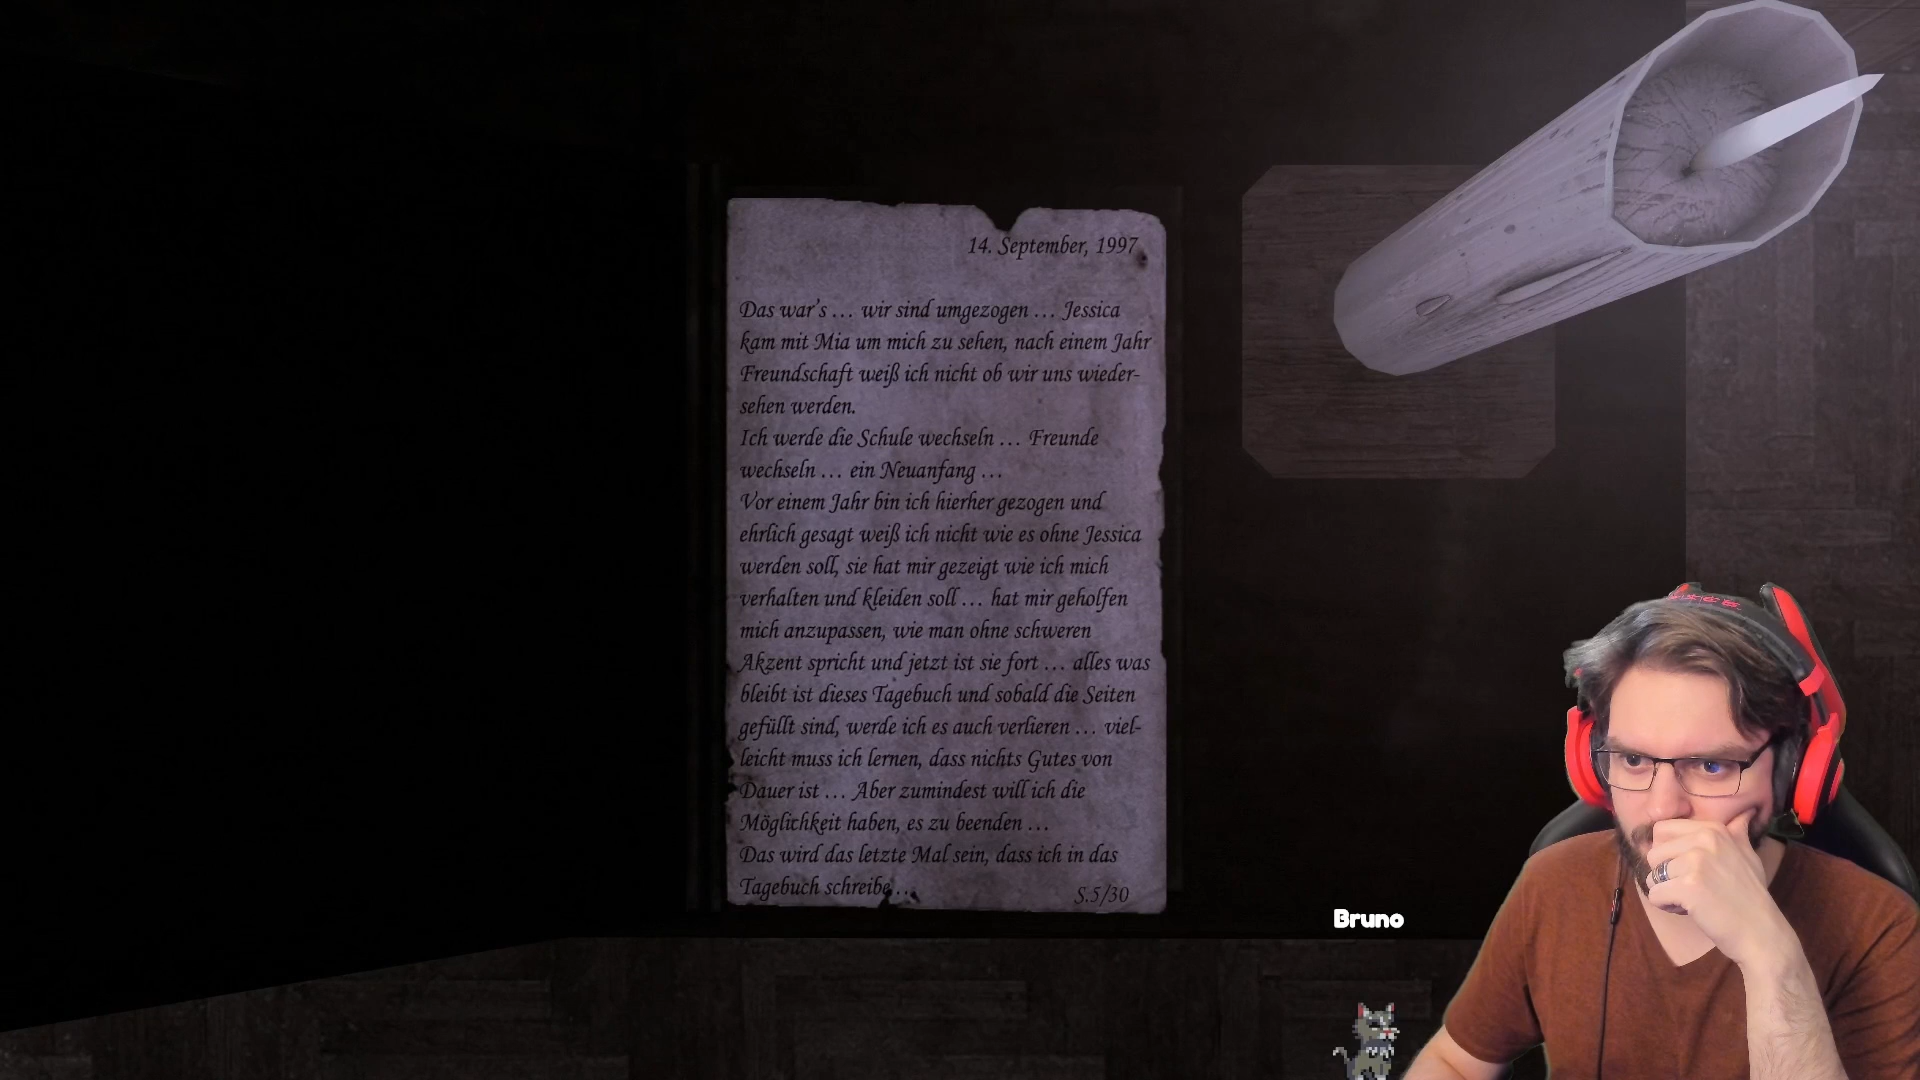 14. September, 1997
Das war's ... wir sind umgezogen ... Jessica
kam mit Mia um mich zu sehen, nach einem Jahr
Freundschaft weiß ich nicht ob wir uns wieder-
sehen werden.
Ich werde die Schule wechseln ... Freunde
wechseln ... ein Neuanfang ...
Vor einem Jahr bin ich hierher gezogen und
ehrlich gesagt weiß ich nicht wie es ohne Jessica
werden soll, sie hat mir gezeigt wie ich mich
verhalten und kleiden soll ... hat mir geholfen
mich anzupassen, wie man ohne schweren
Akzent spricht und jetzt ist sie fort ... alles was
bleibt ist dieses Tagebuch und sobald die Seiten
gefüllt sind, werde ich es auch verlieren ... viel-
leicht muss ich lernen, dass nichts Gutes von
Dauer ist ... Aber zumindest will ich die
Möglichkeit haben, es zu beenden ...
Das wird das letzte Mal sein, dass ich in das
Tagebuch schreibe ...
S.5/30
Bruno